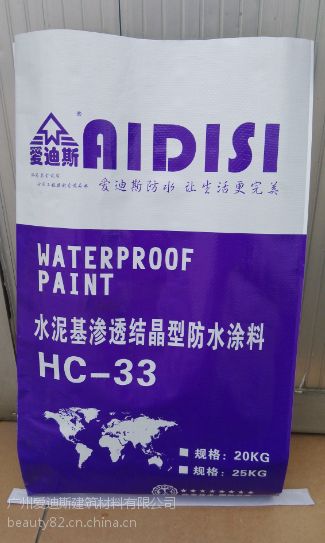 ®
爱迪斯
AIDISI
爱迪斯防水 让生活更完美
WATERPROOF
PAINT
水泥基渗透结晶型防水涂料
HC-33
规格：20KG
规格：25KG
广州爱迪斯建筑材料有限公司
beauty82.cn.china.cn